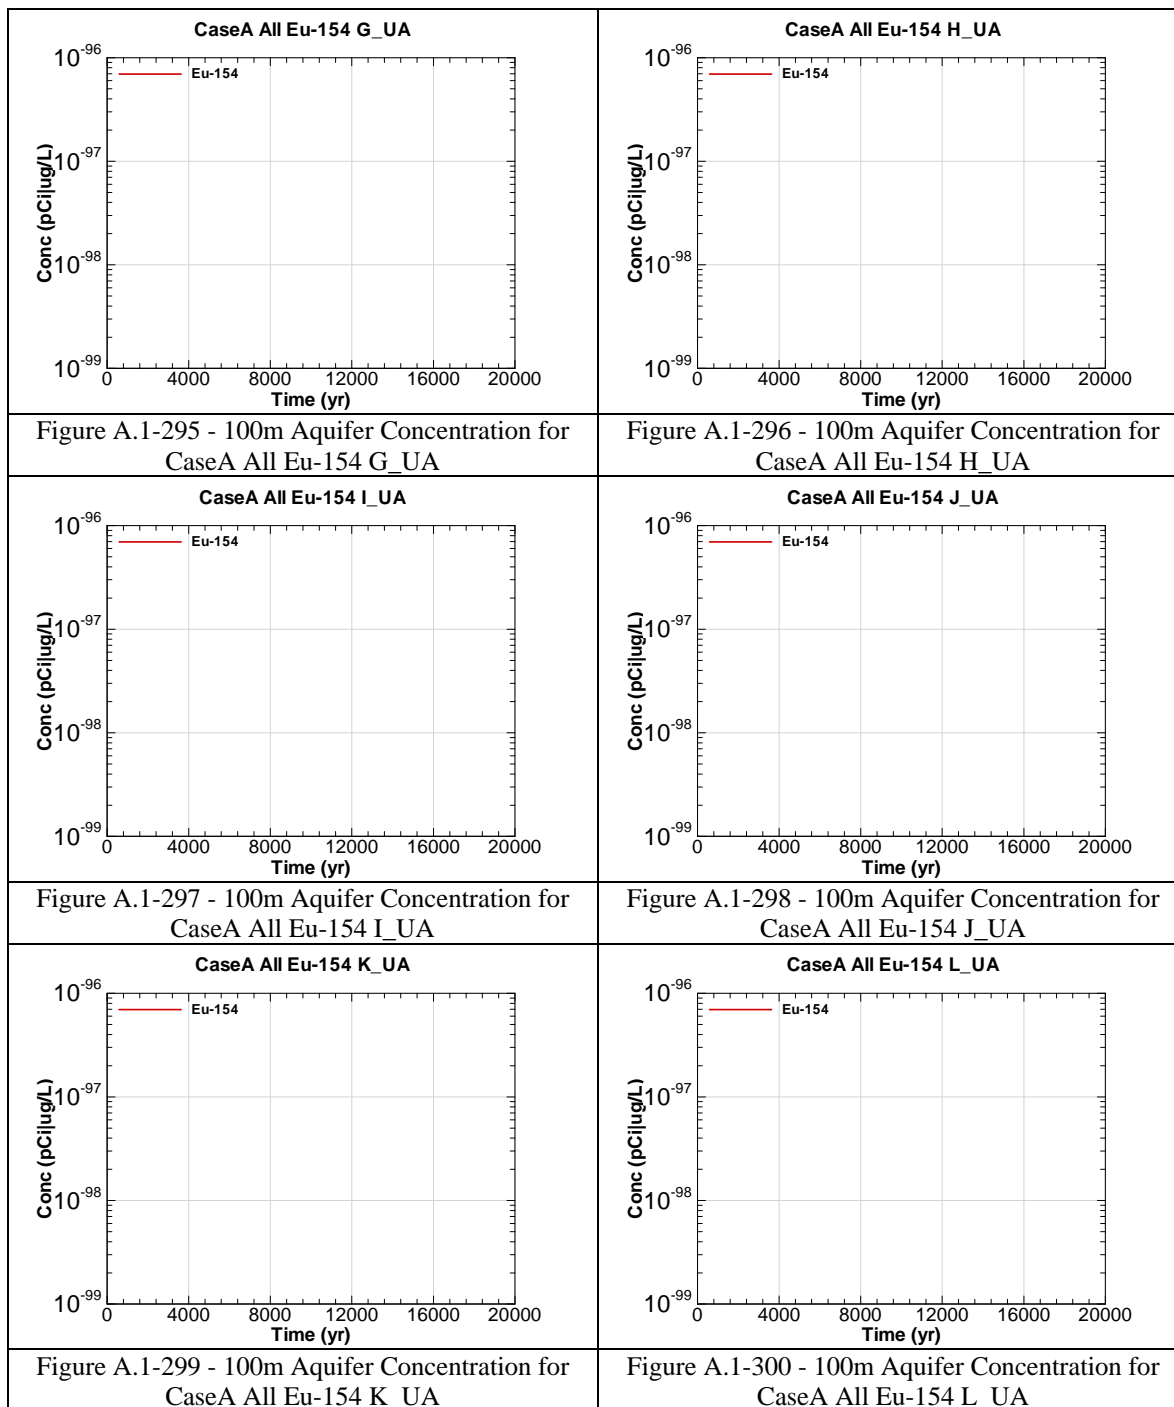 CaseA All Eu-154 G_UA
Eu-154
Conc (pCi|ug/L)
10^-96
10^-97
10^-98
10^-99
0 4000 8000 12000 16000 20000
Time (yr)
Figure A.1-295 - 100m Aquifer Concentration for
CaseA All Eu-154 G_UA
CaseA All Eu-154 H_UA
Eu-154
Conc (pCi|ug/L)
10^-96
10^-97
10^-98
10^-99
0 4000 8000 12000 16000 20000
Time (yr)
Figure A.1-296 - 100m Aquifer Concentration for
CaseA All Eu-154 H_UA
CaseA All Eu-154 I_UA
Eu-154
Conc (pCi|ug/L)
10^-96
10^-97
10^-98
10^-99
0 4000 8000 12000 16000 20000
Time (yr)
Figure A.1-297 - 100m Aquifer Concentration for
CaseA All Eu-154 I_UA
CaseA All Eu-154 J_UA
Eu-154
Conc (pCi|ug/L)
10^-96
10^-97
10^-98
10^-99
0 4000 8000 12000 16000 20000
Time (yr)
Figure A.1-298 - 100m Aquifer Concentration for
CaseA All Eu-154 J_UA
CaseA All Eu-154 K_UA
Eu-154
Conc (pCi|ug/L)
10^-96
10^-97
10^-98
10^-99
0 4000 8000 12000 16000 20000
Time (yr)
Figure A.1-299 - 100m Aquifer Concentration for
CaseA All Eu-154 K_UA
CaseA All Eu-154 L_UA
Eu-154
Conc (pCi|ug/L)
10^-96
10^-97
10^-98
10^-99
0 4000 8000 12000 16000 20000
Time (yr)
Figure A.1-300 - 100m Aquifer Concentration for
CaseA All Eu-154 L_UA